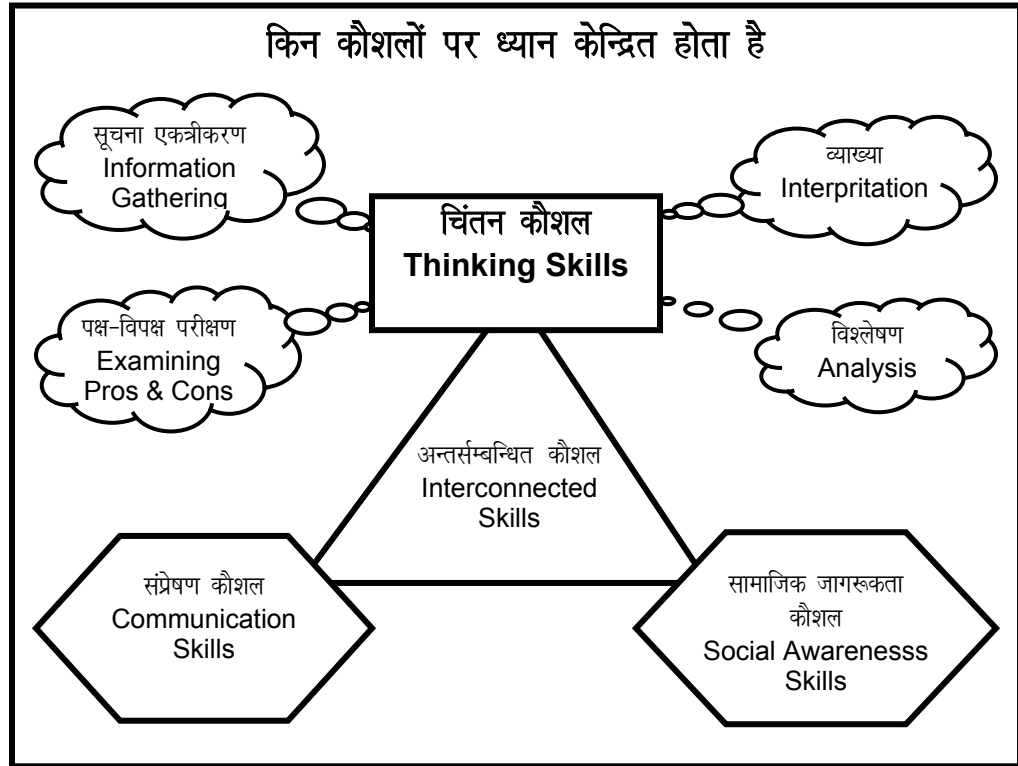 किन कौशलों पर ध्यान केन्द्रित होता है
सूचना एकत्रीकरण
Information
Gathering
व्याख्या
Interpritation
चिंतन कौशल
Thinking Skills
पक्ष-विपक्ष परीक्षण
Examining
Pros & Cons
विश्लेषण
Analysis
अन्तर्सम्बन्धित कौशल
Interconnected
Skills
संप्रेषण कौशल
Communication
Skills
सामाजिक जागरूकता
कौशल
Social Awarenesss
Skills